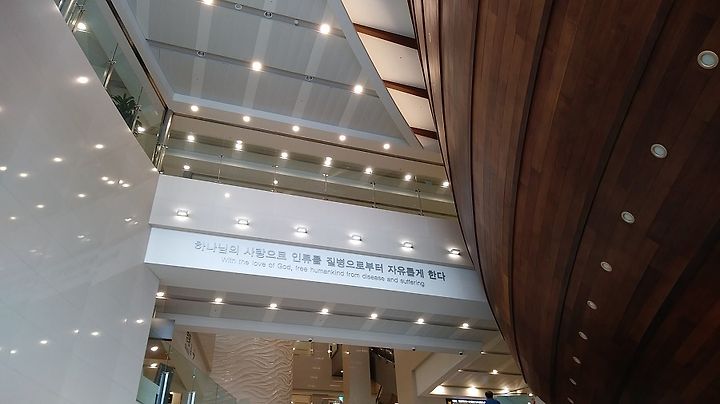 하나님의 사랑으로 인류를 질병으로부터 자유롭게 한다
With the love of God, free humankind from disease and suffering